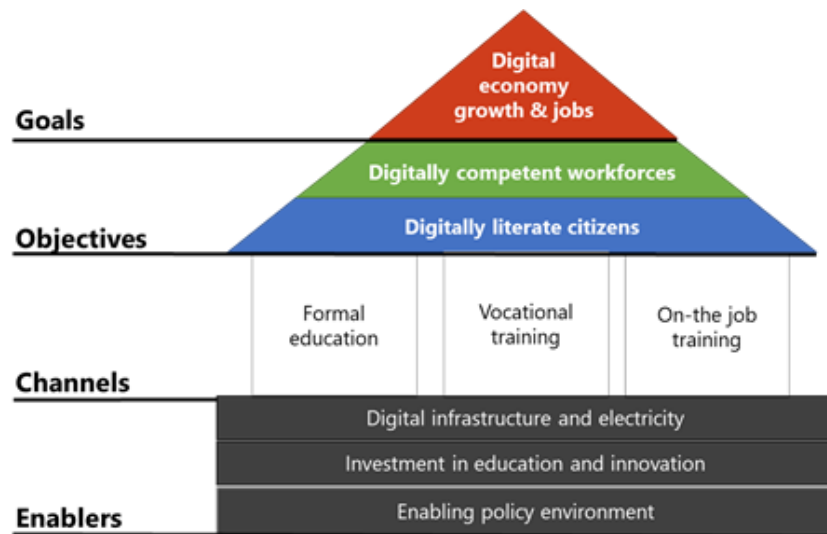 Digital
economy
growth & jobs
Goals
Digitally competent workforces
Digitally literate citizens
Objectives
Formal
education
Vocational
training
On-the job
training
Channels
Digital infrastructure and electricity
Investment in education and innovation
Enabling policy environment
Enablers